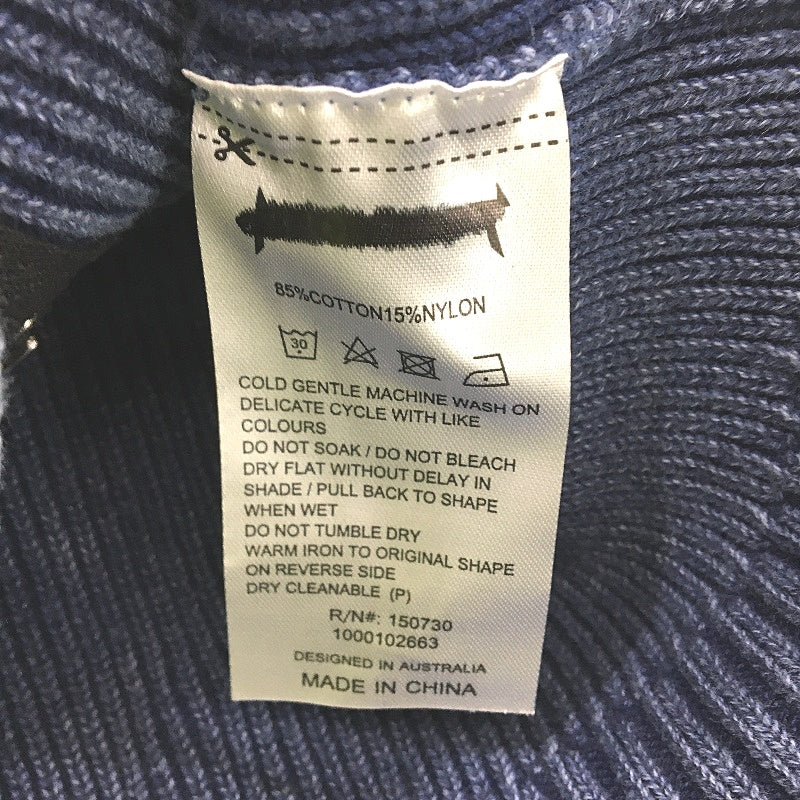 85%COTTON15%NYLON
30
COLD GENTLE MACHINE WASH ON
DELICATE CYCLE WITH LIKE
COLOURS
DO NOT SOAK / DO NOT BLEACH
DRY FLAT WITHOUT DELAY IN
SHADE / PULL BACK TO SHAPE
WHEN WET
DO NOT TUMBLE DRY
WARM IRON TO ORIGINAL SHAPE
ON REVERSE SIDE
DRY CLEANABLE (P)
R/N#: 150730
1000102663
DESIGNED IN AUSTRALIA
MADE IN CHINA